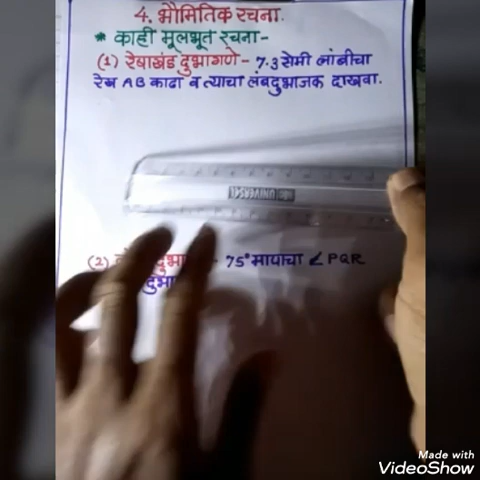 4. भौमितिक रचना.
* काही मूलभूत रचना-
(1) रेषाखंड दुभागणे- 7.3 सेमी लांबीचा
रेख AB काढा व त्याचा लंबदुभाजक दाखवा.
UNIVERSAL
(2) 75° मापाचा ∠PQR
Made with
VideoShow